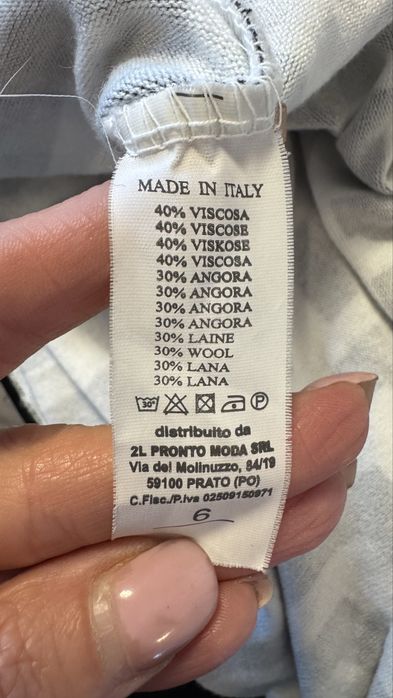 MADE IN ITALY
40% VISCOSA
40% VISCOSE
40% VISKOSE
40% VISCOSA
30% ANGORA
30% ANGORA
30% ANGORA
30% ANGORA
30% LAINE
30% WOOL
30% LANA
30% LANA
30° P
distribuito da
2L PRONTO MODA SRL
Via del Molinuzzo, 84/19
59100 PRATO (PO)
C.Fisc./P.iva 02509150971
6